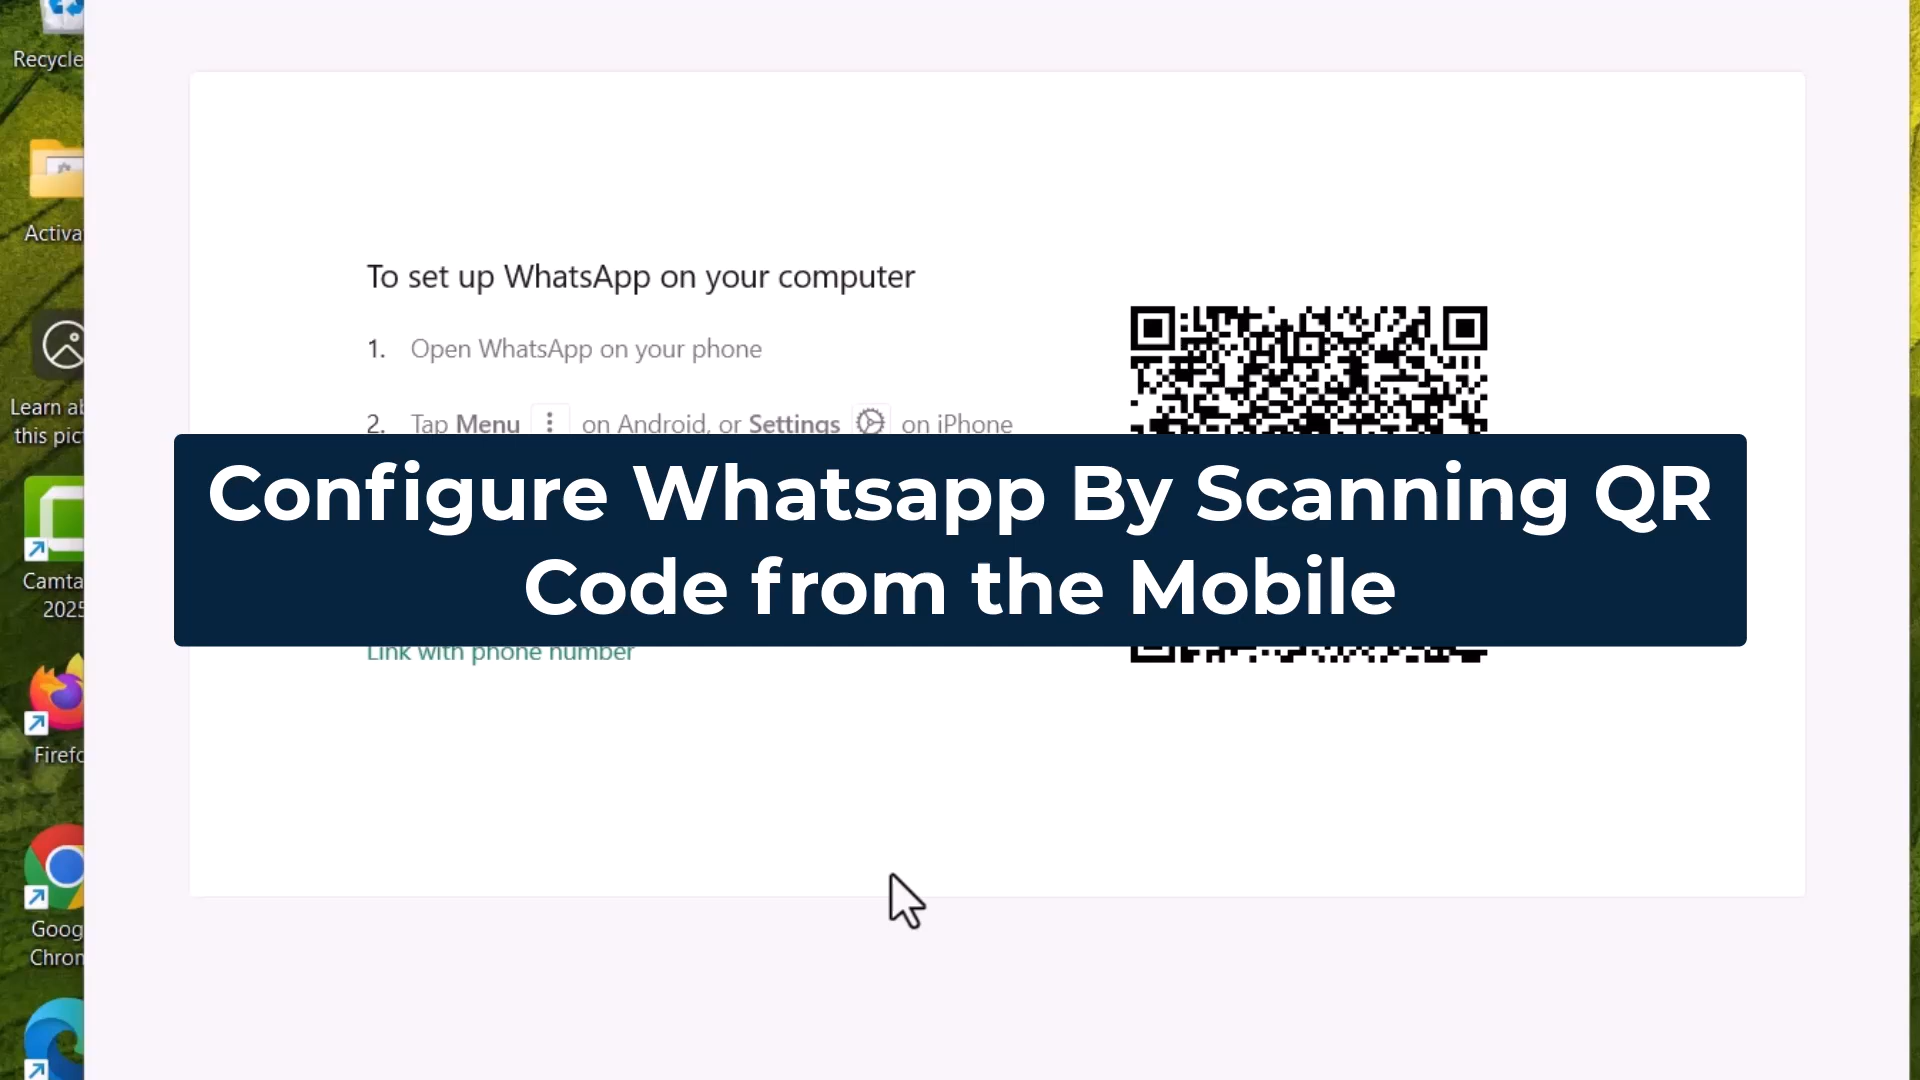 Recycle
Activa
Learn al
this pict
Camta
2025
Firefo
Goog
Chron
To set up WhatsApp on your computer
1. Open WhatsApp on your phone
2. Tap Menu on Android, or Settings on iPhone
Configure Whatsapp By Scanning QR
Code from the Mobile
Link with phone number